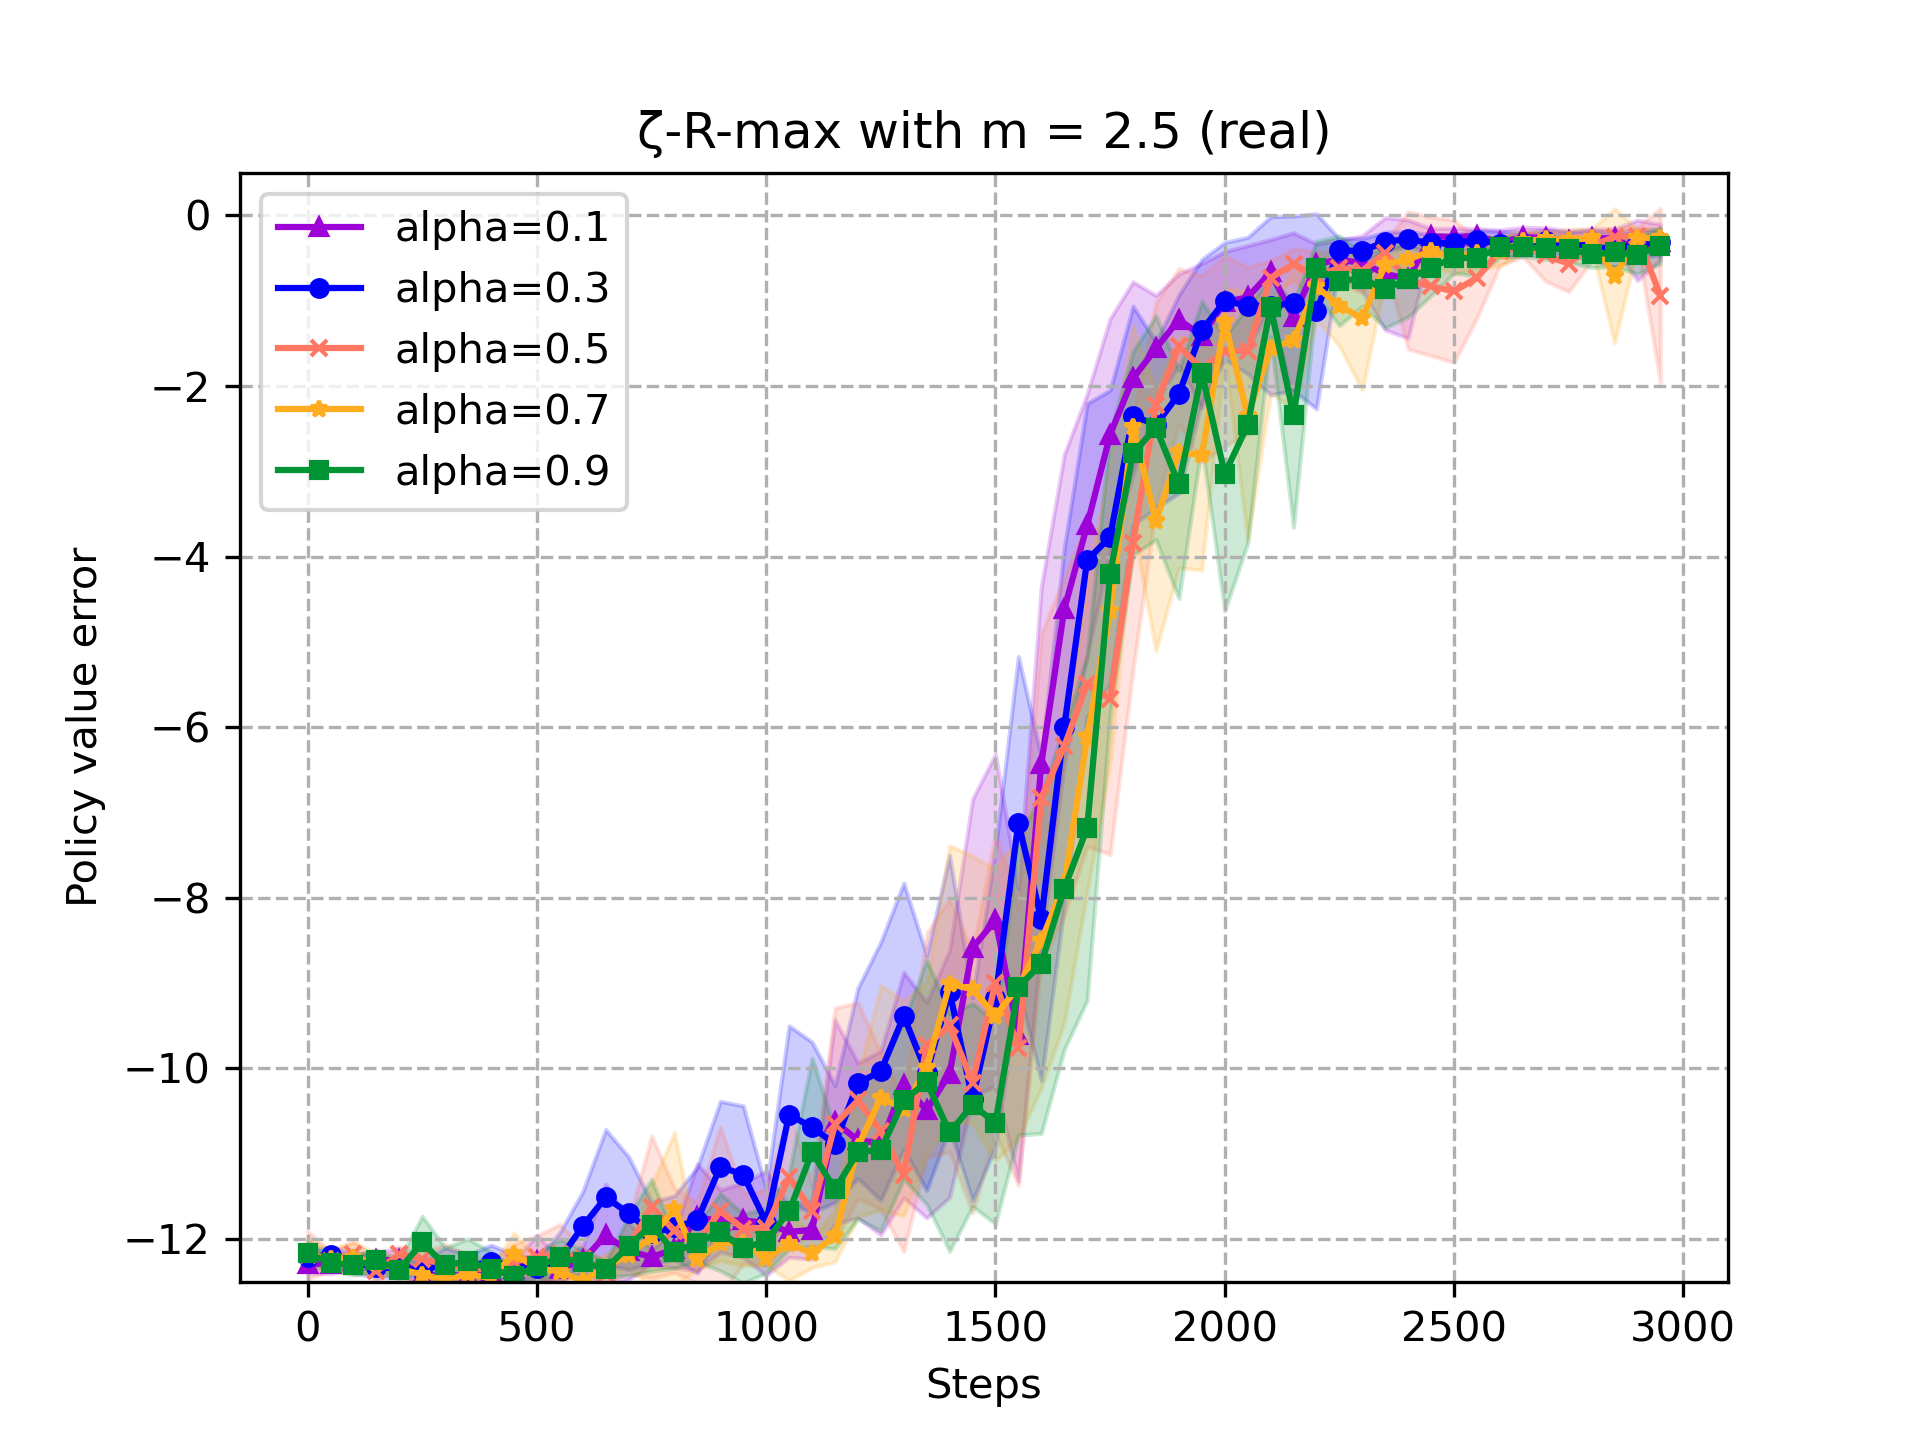 ζ-R-max with m = 2.5 (real)
alpha=0.1
alpha=0.3
alpha=0.5
alpha=0.7
alpha=0.9
Policy value error
0
−2
−4
−6
−8
−10
−12
0 500 1000 1500 2000 2500 3000
Steps